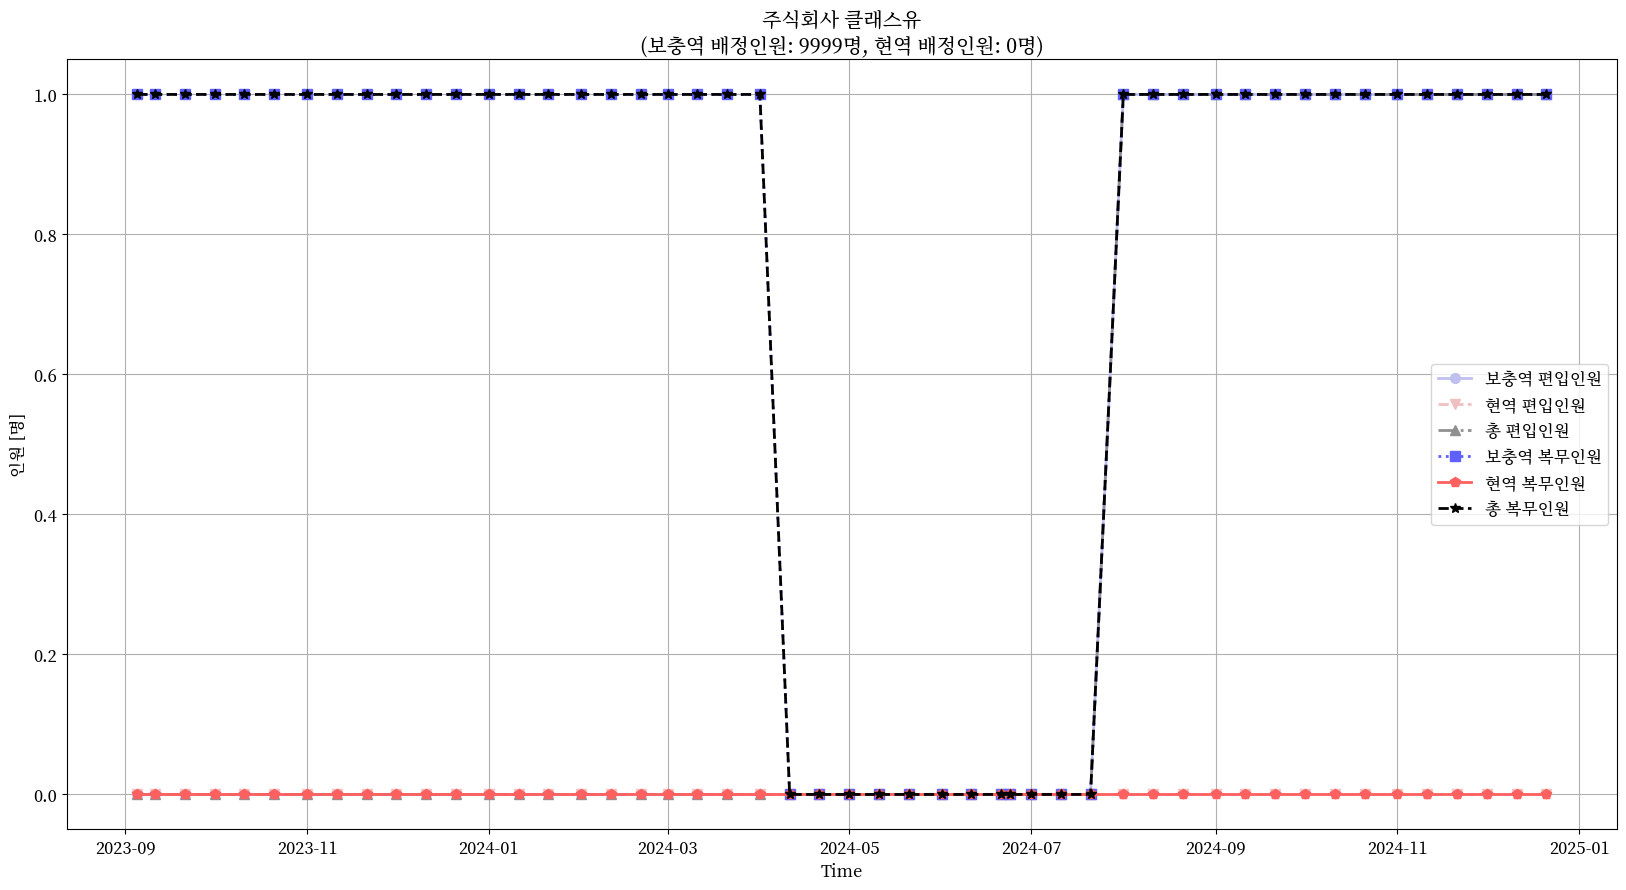 주식회사 클래스유
(보충역 배정인원: 9999명, 현역 배정인원: 0명)
1.0
0.8
0.6
0.4
0.2
0.0
인원 [명]
보충역 편입인원
현역 편입인원
총 편입인원
보충역 복무인원
현역 복무인원
총 복무인원
2023-09
2023-11
2024-01
2024-03
2024-05
2024-07
2024-09
2024-11
2025-01
Time